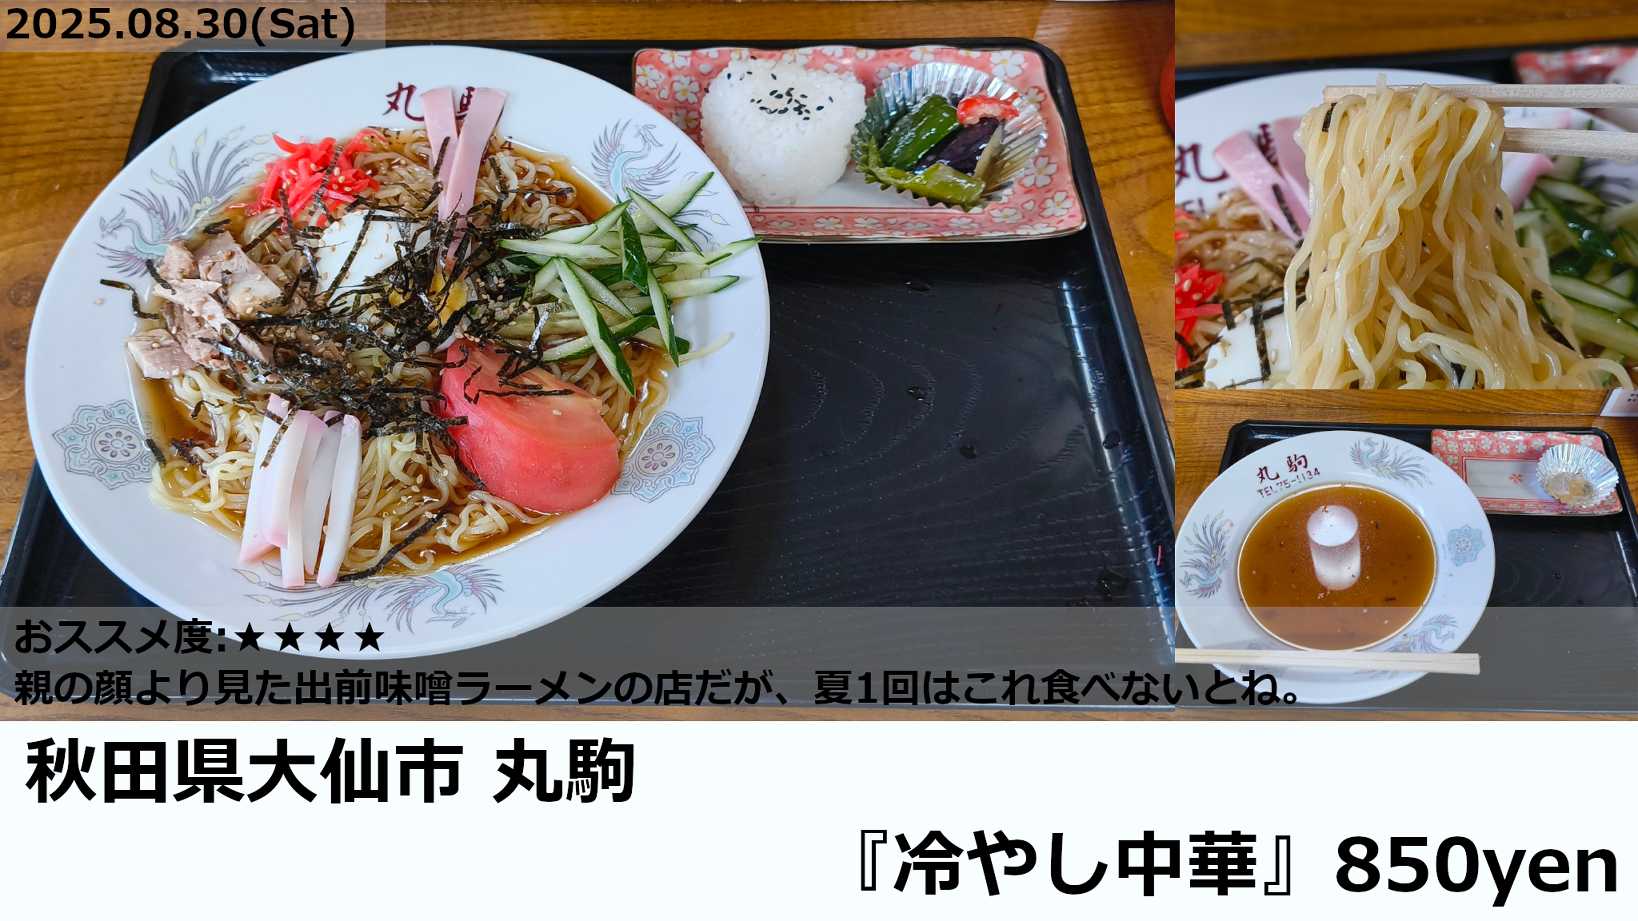 2025.08.30(Sat)
丸駒
丸
丸駒
TEL75-1134
おススメ度:★★★★
親の顔より見た出前味噌ラーメンの店だが、夏1回はこれ食べないとね。
秋田県大仙市 丸駒
『冷やし中華』850yen